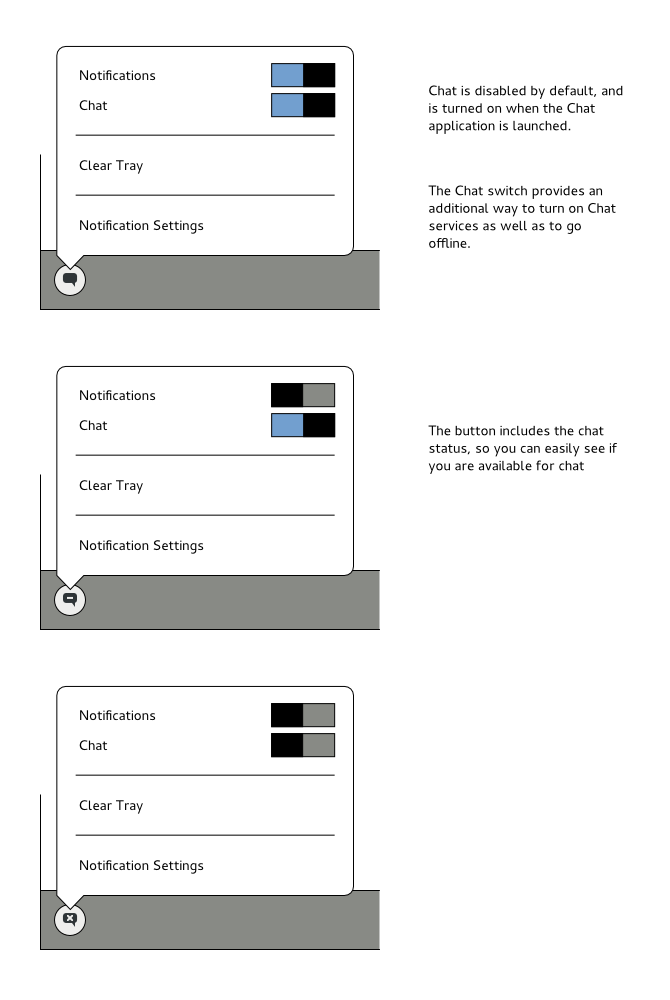 Notifications
Chat
Clear Tray
Notification Settings
Chat is disabled by default, and
is turned on when the Chat
application is launched.
The Chat switch provides an
additional way to turn on Chat
services as well as to go
offline.
Notifications
Chat
Clear Tray
Notification Settings
The button includes the chat
status, so you can easily see if
you are available for chat
Notifications
Chat
Clear Tray
Notification Settings